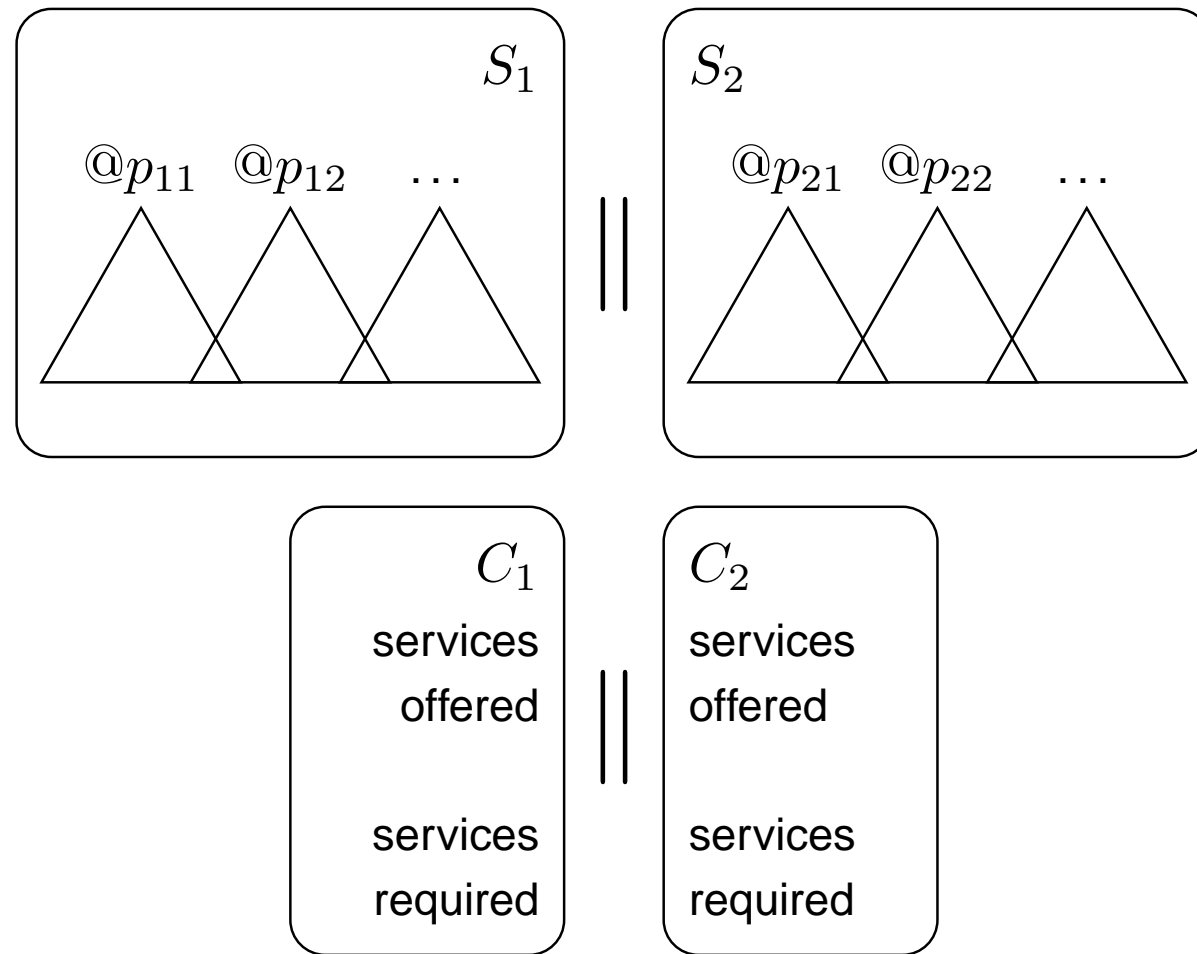 S₁
@p₁₁ @p₁₂ …
||
S₂
@p₂₁ @p₂₂ …
C₁
services
offered
services
required
||
C₂
services
offered
services
required